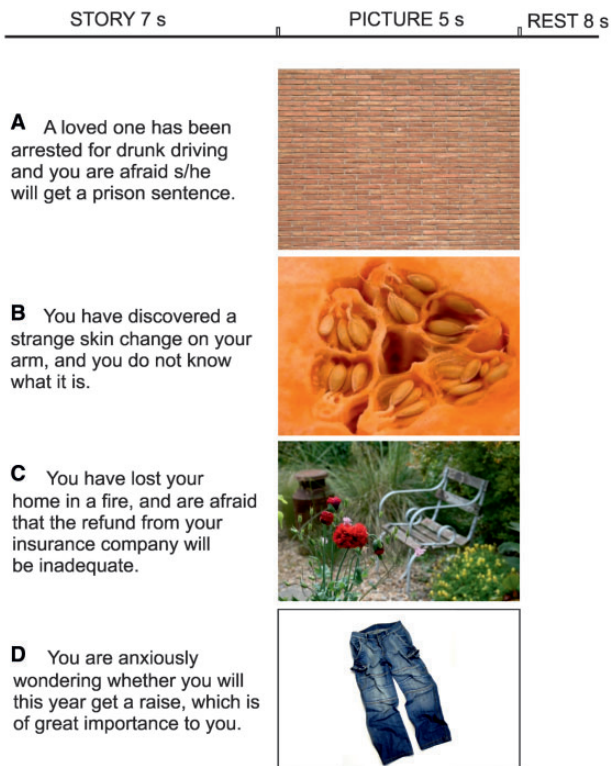 STORY 7 s PICTURE 5 s REST 8 s
A A loved one has been
arrested for drunk driving
and you are afraid s/he
will get a prison sentence.
B You have discovered a
strange skin change on your
arm, and you do not know
what it is.
C You have lost your
home in a fire, and are afraid
that the refund from your
insurance company will
be inadequate.
D You are anxiously
wondering whether you will
this year get a raise, which is
of great importance to you.